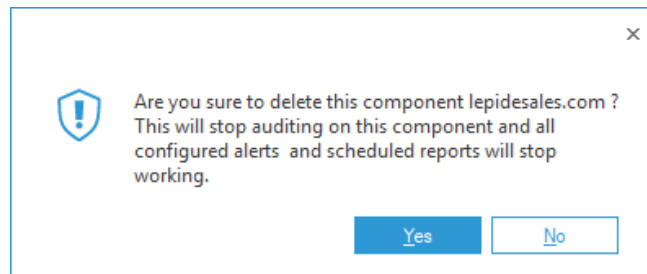 Are you sure to delete this component lepidesales.com ?
This will stop auditing on this component and all
configured alerts  and scheduled reports will stop
working.
Yes
No